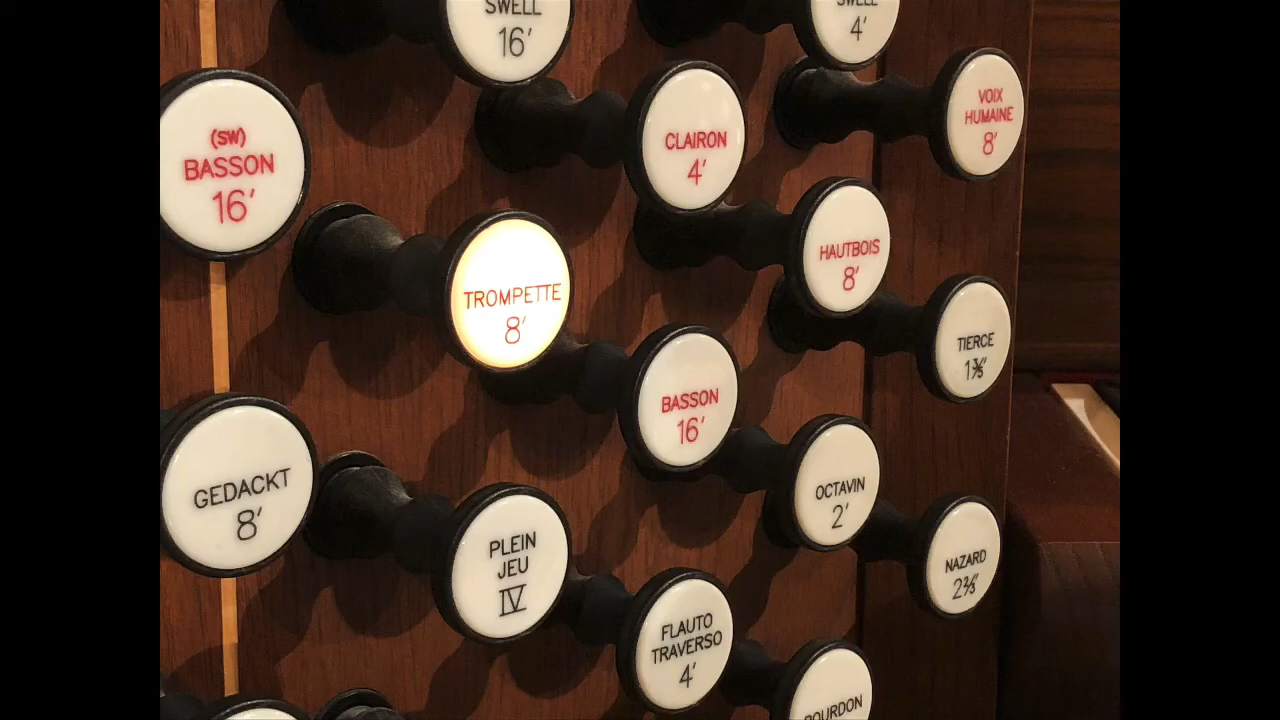 SWELL
16′
SWELL
4′
(SW)
BASSON
16′
CLAIRON
4′
VOIX
HUMAINE
8′
TROMPETTE
8′
HAUTBOIS
8′
BASSON
16′
TIERCE
1⅗′
GEDACKT
8′
PLEIN
JEU
IV
OCTAVIN
2′
NAZARD
2⅔′
FLAUTO
TRAVERSO
4′
BOURDON